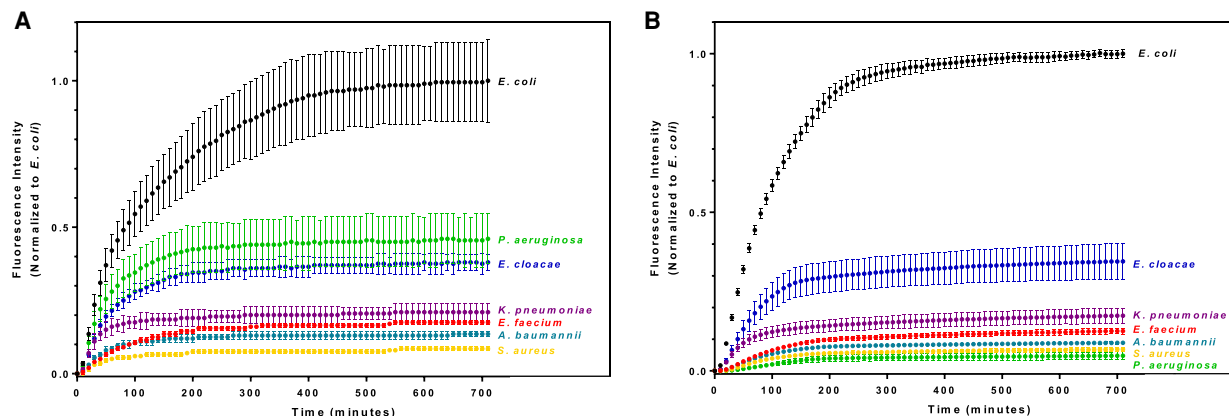 A
Fluorescence Intensity
(Normalized to E. coli)
1.0
0.5
0.0
0
100
200
300
400
500
600
700
Time (minutes)
E. coli
P. aeruginosa
E. cloacae
K. pneumoniae
E. faecium
A. baumannii
S. aureus
B
Fluorescence Intensity
(Normalized to E. coli)
1.0
0.5
0.0
0
100
200
300
400
500
600
700
Time (minutes)
E. coli
E. cloacae
K. pneumoniae
E. faecium
A. baumannii
S. aureus
P. aeruginosa